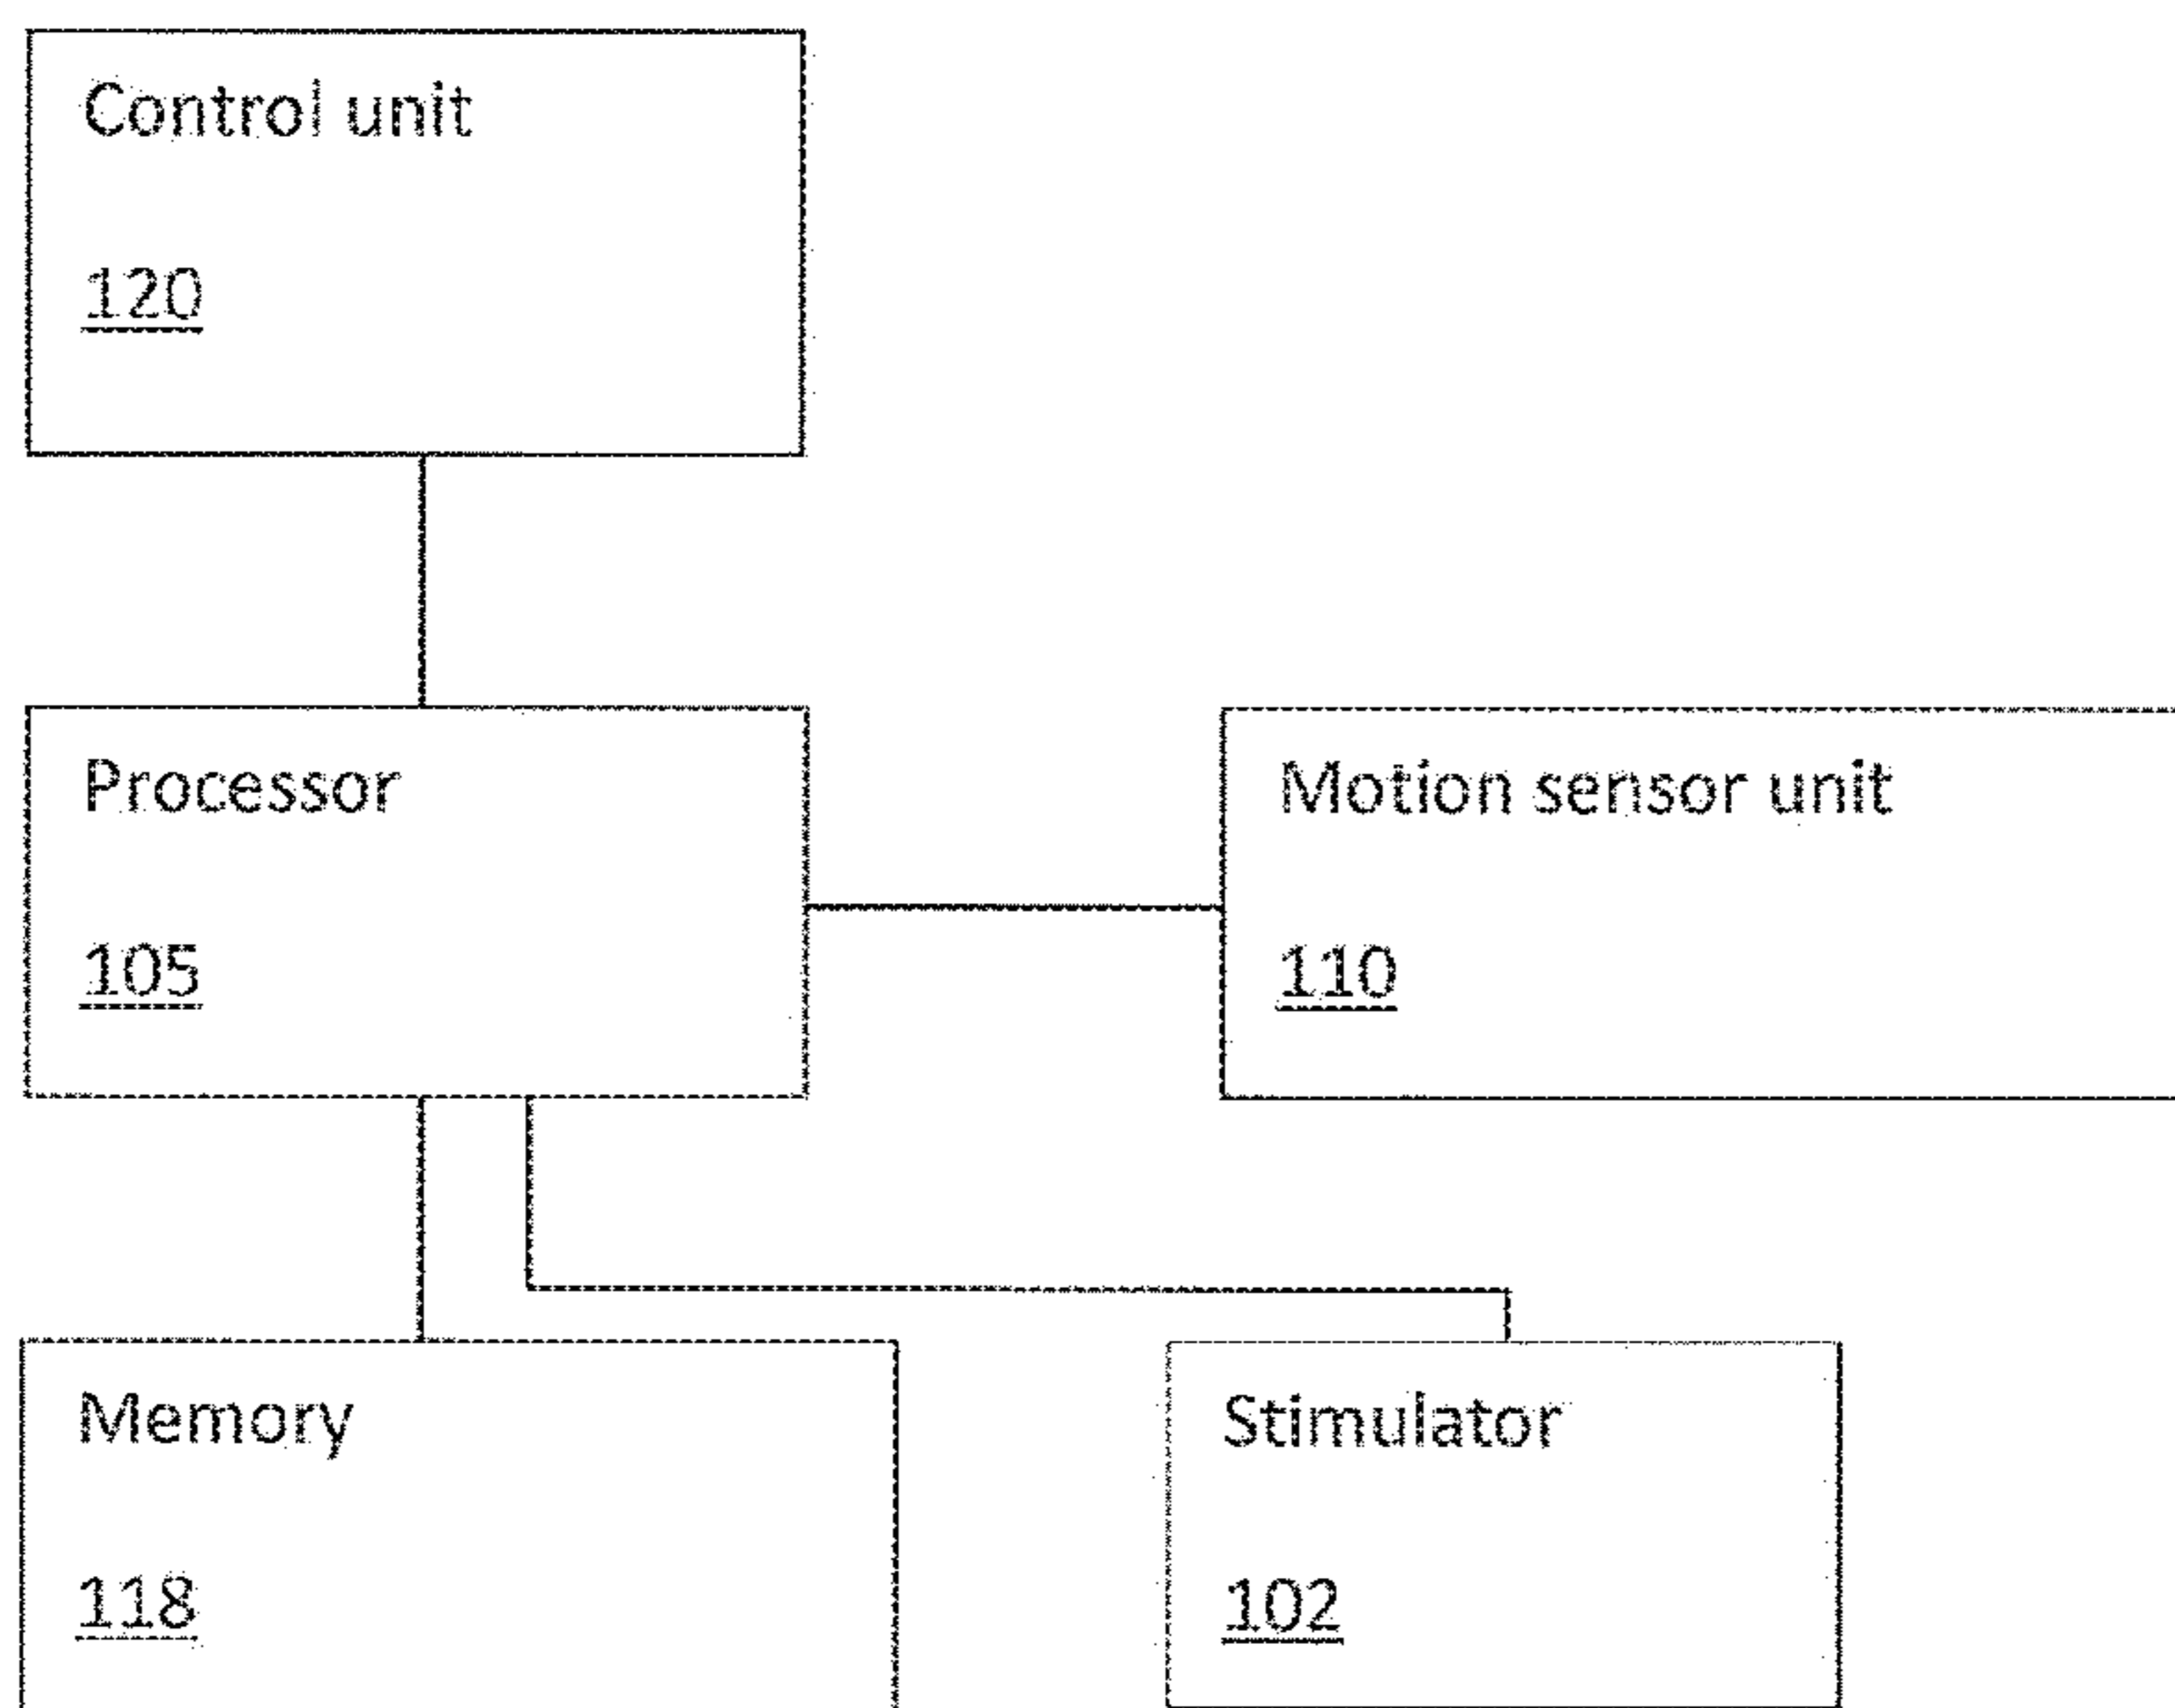 Control unit
120
Processor
105
Motion sensor unit
110
Memory
118
Stimulator
102